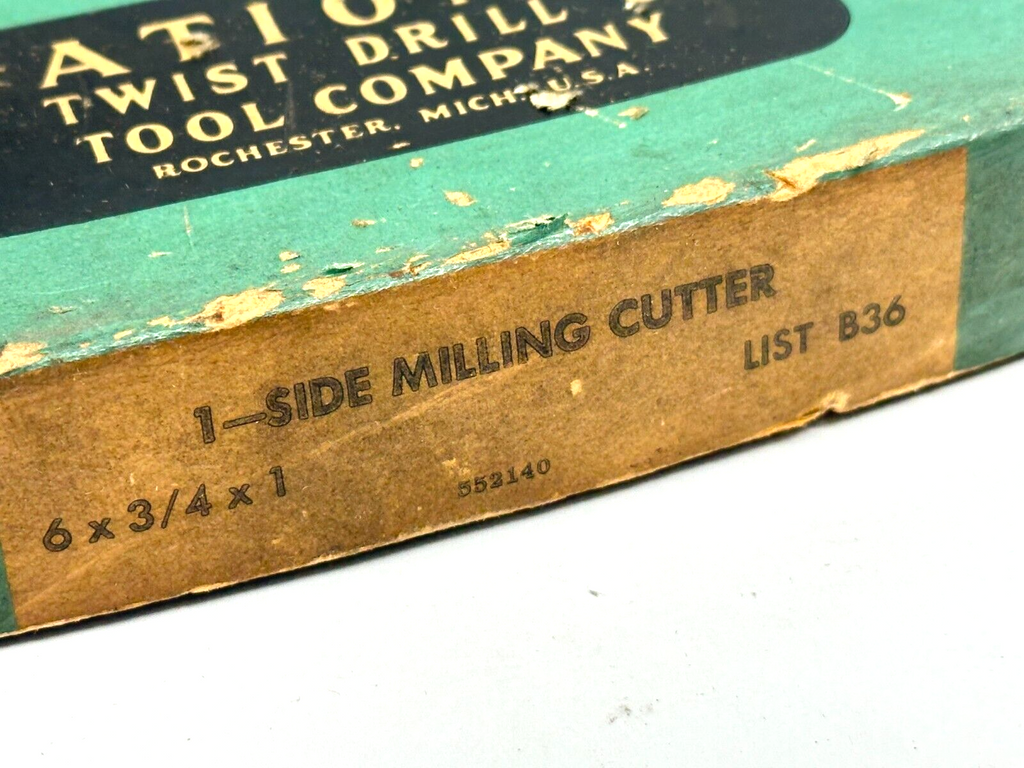 TWIST DRILL
TOOL COMPANY
ROCHESTER, MICH. U.S.A.
1-SIDE MILLING CUTTER
LIST B36
6 x 3/4 x 1
552140